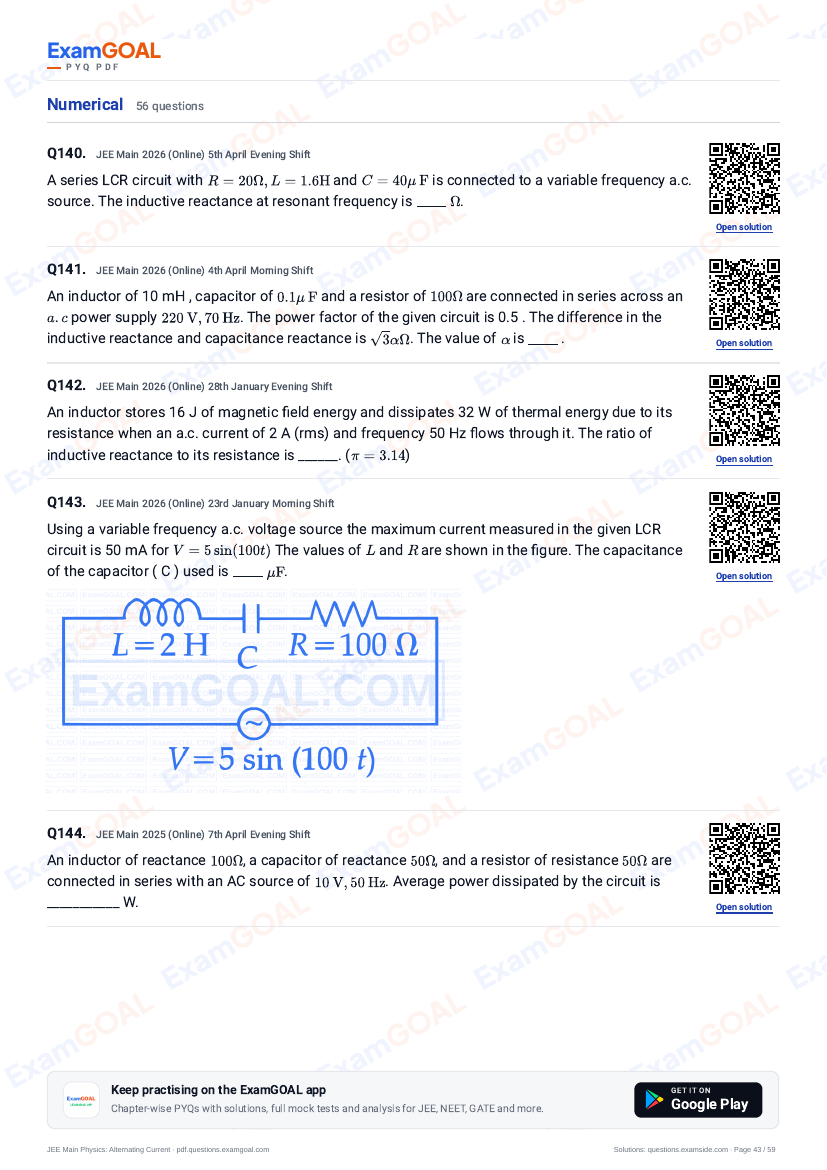 ExamGOAL
PYQ PDF
Numerical 56 questions
Q140. JEE Main 2026 (Online) 5th April Evening Shift
A series LCR circuit with R = 20Ω, L = 1.6H and C = 40μ F is connected to a variable frequency a.c.
source. The inductive reactance at resonant frequency is ____ Ω.
Open solution
Q141. JEE Main 2026 (Online) 4th April Morning Shift
An inductor of 10 mH , capacitor of 0.1μ F and a resistor of 100Ω are connected in series across an
a. c power supply 220 V, 70 Hz. The power factor of the given circuit is 0.5 . The difference in the
inductive reactance and capacitance reactance is √3αΩ. The value of α is ____ .
Open solution
Q142. JEE Main 2026 (Online) 28th January Evening Shift
An inductor stores 16 J of magnetic field energy and dissipates 32 W of thermal energy due to its
resistance when an a.c. current of 2 A (rms) and frequency 50 Hz flows through it. The ratio of
inductive reactance to its resistance is ______. (π = 3.14)
Open solution
Q143. JEE Main 2026 (Online) 23rd January Morning Shift
Using a variable frequency a.c. voltage source the maximum current measured in the given LCR
circuit is 50 mA for V = 5 sin(100t) The values of L and R are shown in the figure. The capacitance
of the capacitor ( C ) used is ____ μF.
Open solution
L = 2 H C R = 100 Ω
ExamGOAL.COM
V = 5 sin (100 t)
Q144. JEE Main 2025 (Online) 7th April Evening Shift
An inductor of reactance 100Ω, a capacitor of reactance 50Ω, and a resistor of resistance 50Ω are
connected in series with an AC source of 10 V, 50 Hz. Average power dissipated by the circuit is
___________ W.
Open solution
Keep practising on the ExamGOAL app
Chapter-wise PYQs with solutions, full mock tests and analysis for JEE, NEET, GATE and more.
GET IT ON
Google Play
JEE Main Physics: Alternating Current · pdf.questions.examgoal.com
Solutions: questions.examside.com · Page 43 / 59